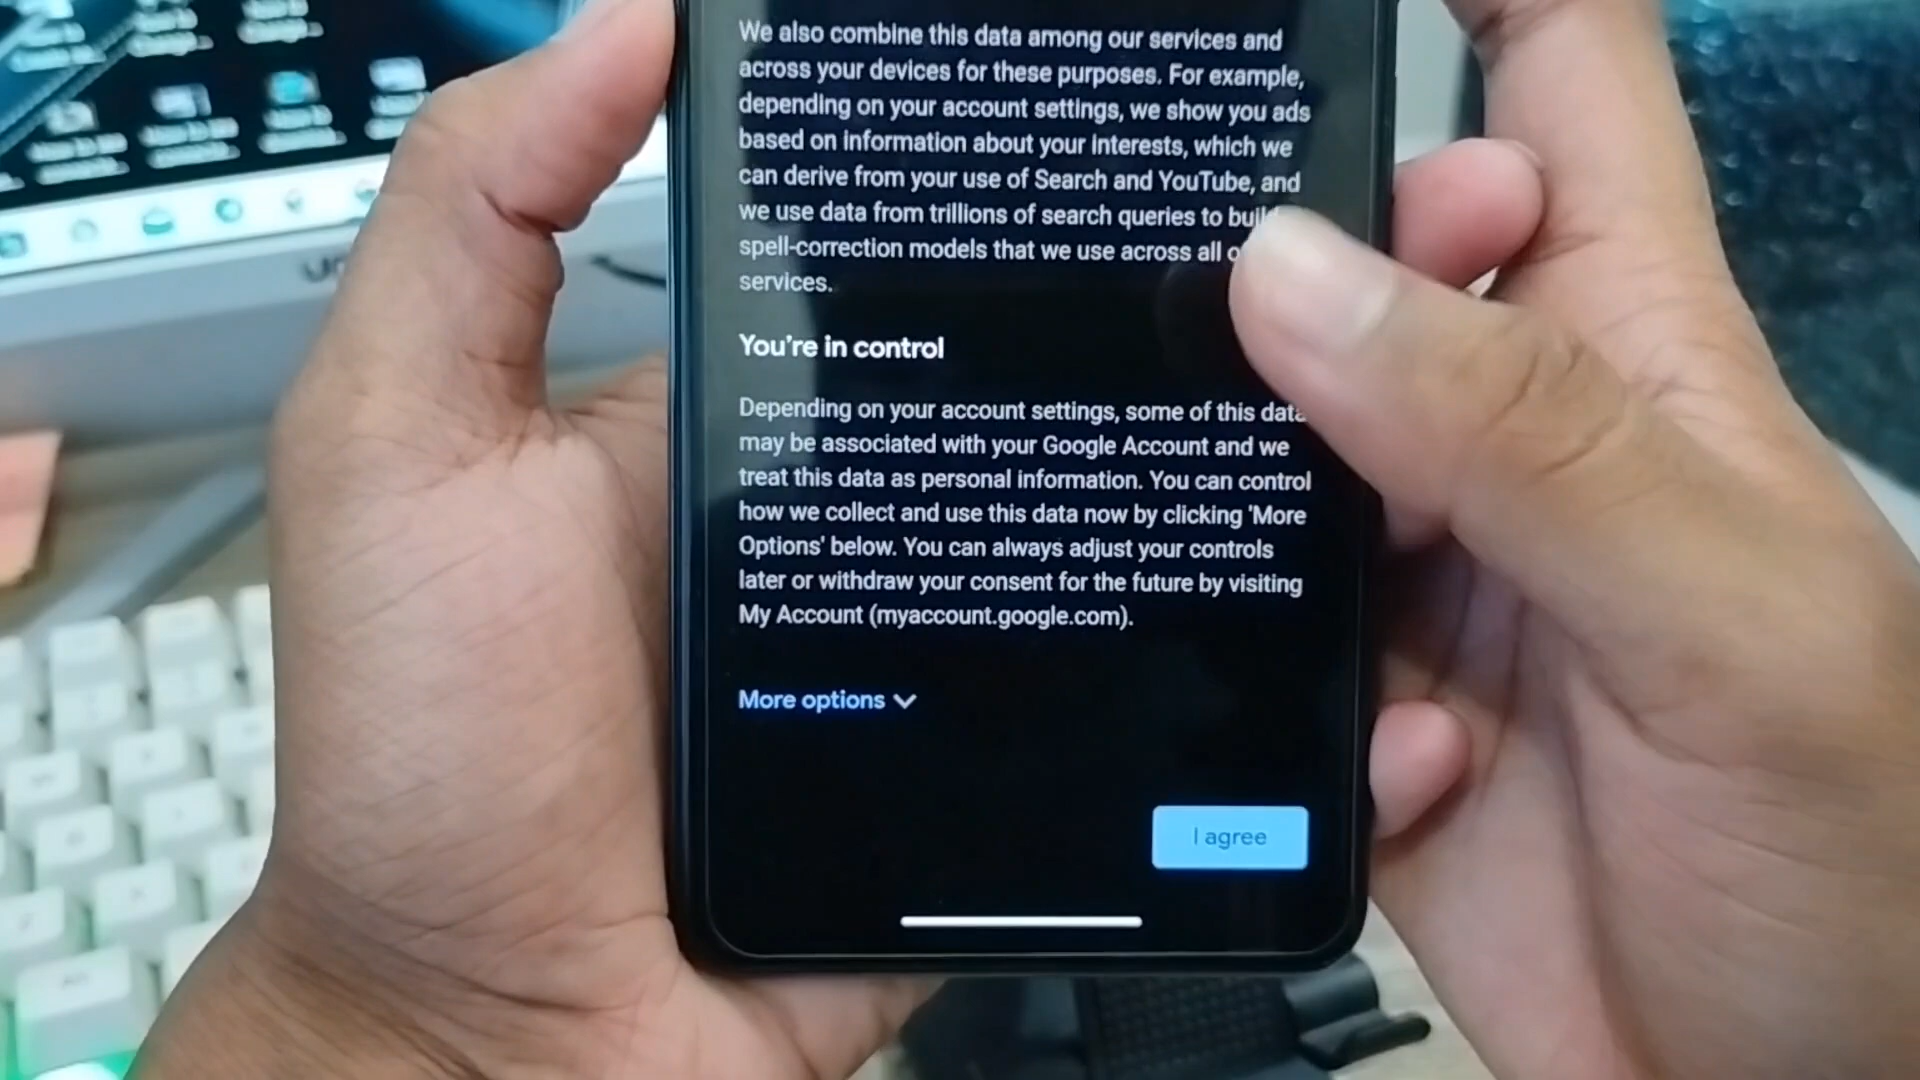 We also combine this data among our services and
across your devices for these purposes. For example,
depending on your account settings, we show you ads
based on information about your interests, which we
can derive from your use of Search and YouTube, and
we use data from trillions of search queries to
spell-correction models that we use across all
services.
You're in control
Depending on your account settings, some of this data
may be associated with your Google Account and we
treat this data as personal information. You can control
how we collect and use this data now by clicking 'More
Options' below. You can always adjust your controls
later or withdraw your consent for the future by visiting
My Account (myaccount.google.com).
More options
I agree